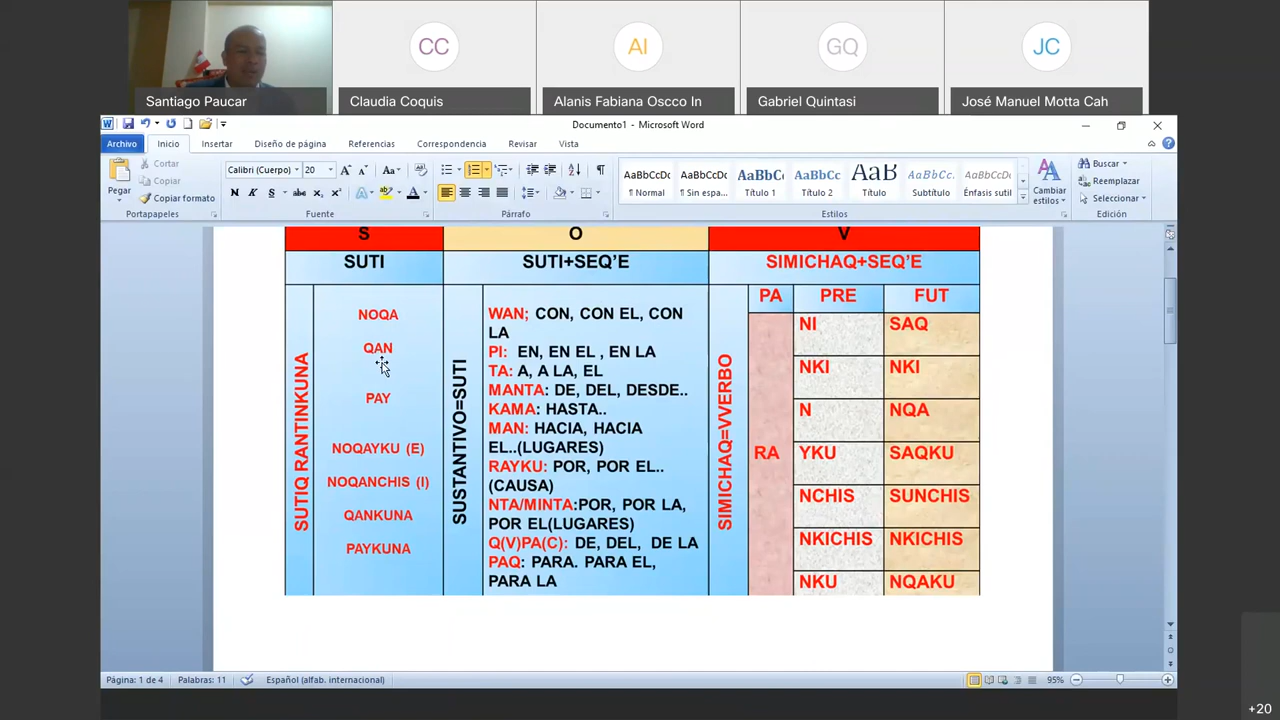 CC
AI
GQ
JC
Santiago Paucar
Claudia Coquis
Alanis Fabiana Oscco In
Gabriel Quintasi
José Manuel Motta Cah
Documento1 - Microsoft Word
Archivo Inicio Insertar Diseño de página Referencias Correspondencia Revisar Vista
Pegar
Cortar
Copiar
Copiar formato
Portapapeles
Calibri (Cuerpo) 20
Fuente
Párrafo
AaBbCcDc AaBbCcDc AaBbCc AaBbCc AaB AaBbCc. AaBbCcDc
¶ Normal ¶ Sin espa... Título 1 Título 2 Título Subtítulo Énfasis sutil
Estilos
Cambiar
estilos
Buscar
Reemplazar
Seleccionar
Edición
S O V
SUTI SUTI+SEQ'E SIMICHAQ+SEQ'E
SUTIQ RANTINKUNA
NOQA
QAN
PAY
NOQAYKU (E)
NOQANCHIS (I)
QANKUNA
PAYKUNA
SUSTANTIVO=SUTI
WAN; CON, CON EL, CON
LA
PI: EN, EN EL , EN LA
TA: A, A LA, EL
MANTA: DE, DEL, DESDE..
KAMA: HASTA..
MAN: HACIA, HACIA
EL..(LUGARES)
RAYKU: POR, POR EL..
(CAUSA)
NTA/MINTA:POR, POR LA,
POR EL(LUGARES)
Q(V)PA(C): DE, DEL, DE LA
PAQ: PARA. PARA EL,
PARA LA
SIMICHAQ=VVERBO
PA PRE FUT
RA
NI SAQ
NKI NKI
N NQA
YKU SAQKU
NCHIS SUNCHIS
NKICHIS NKICHIS
NKU NQAKU
Página: 1 de 4 Palabras: 11 Español (alfab. internacional) 95%
+20